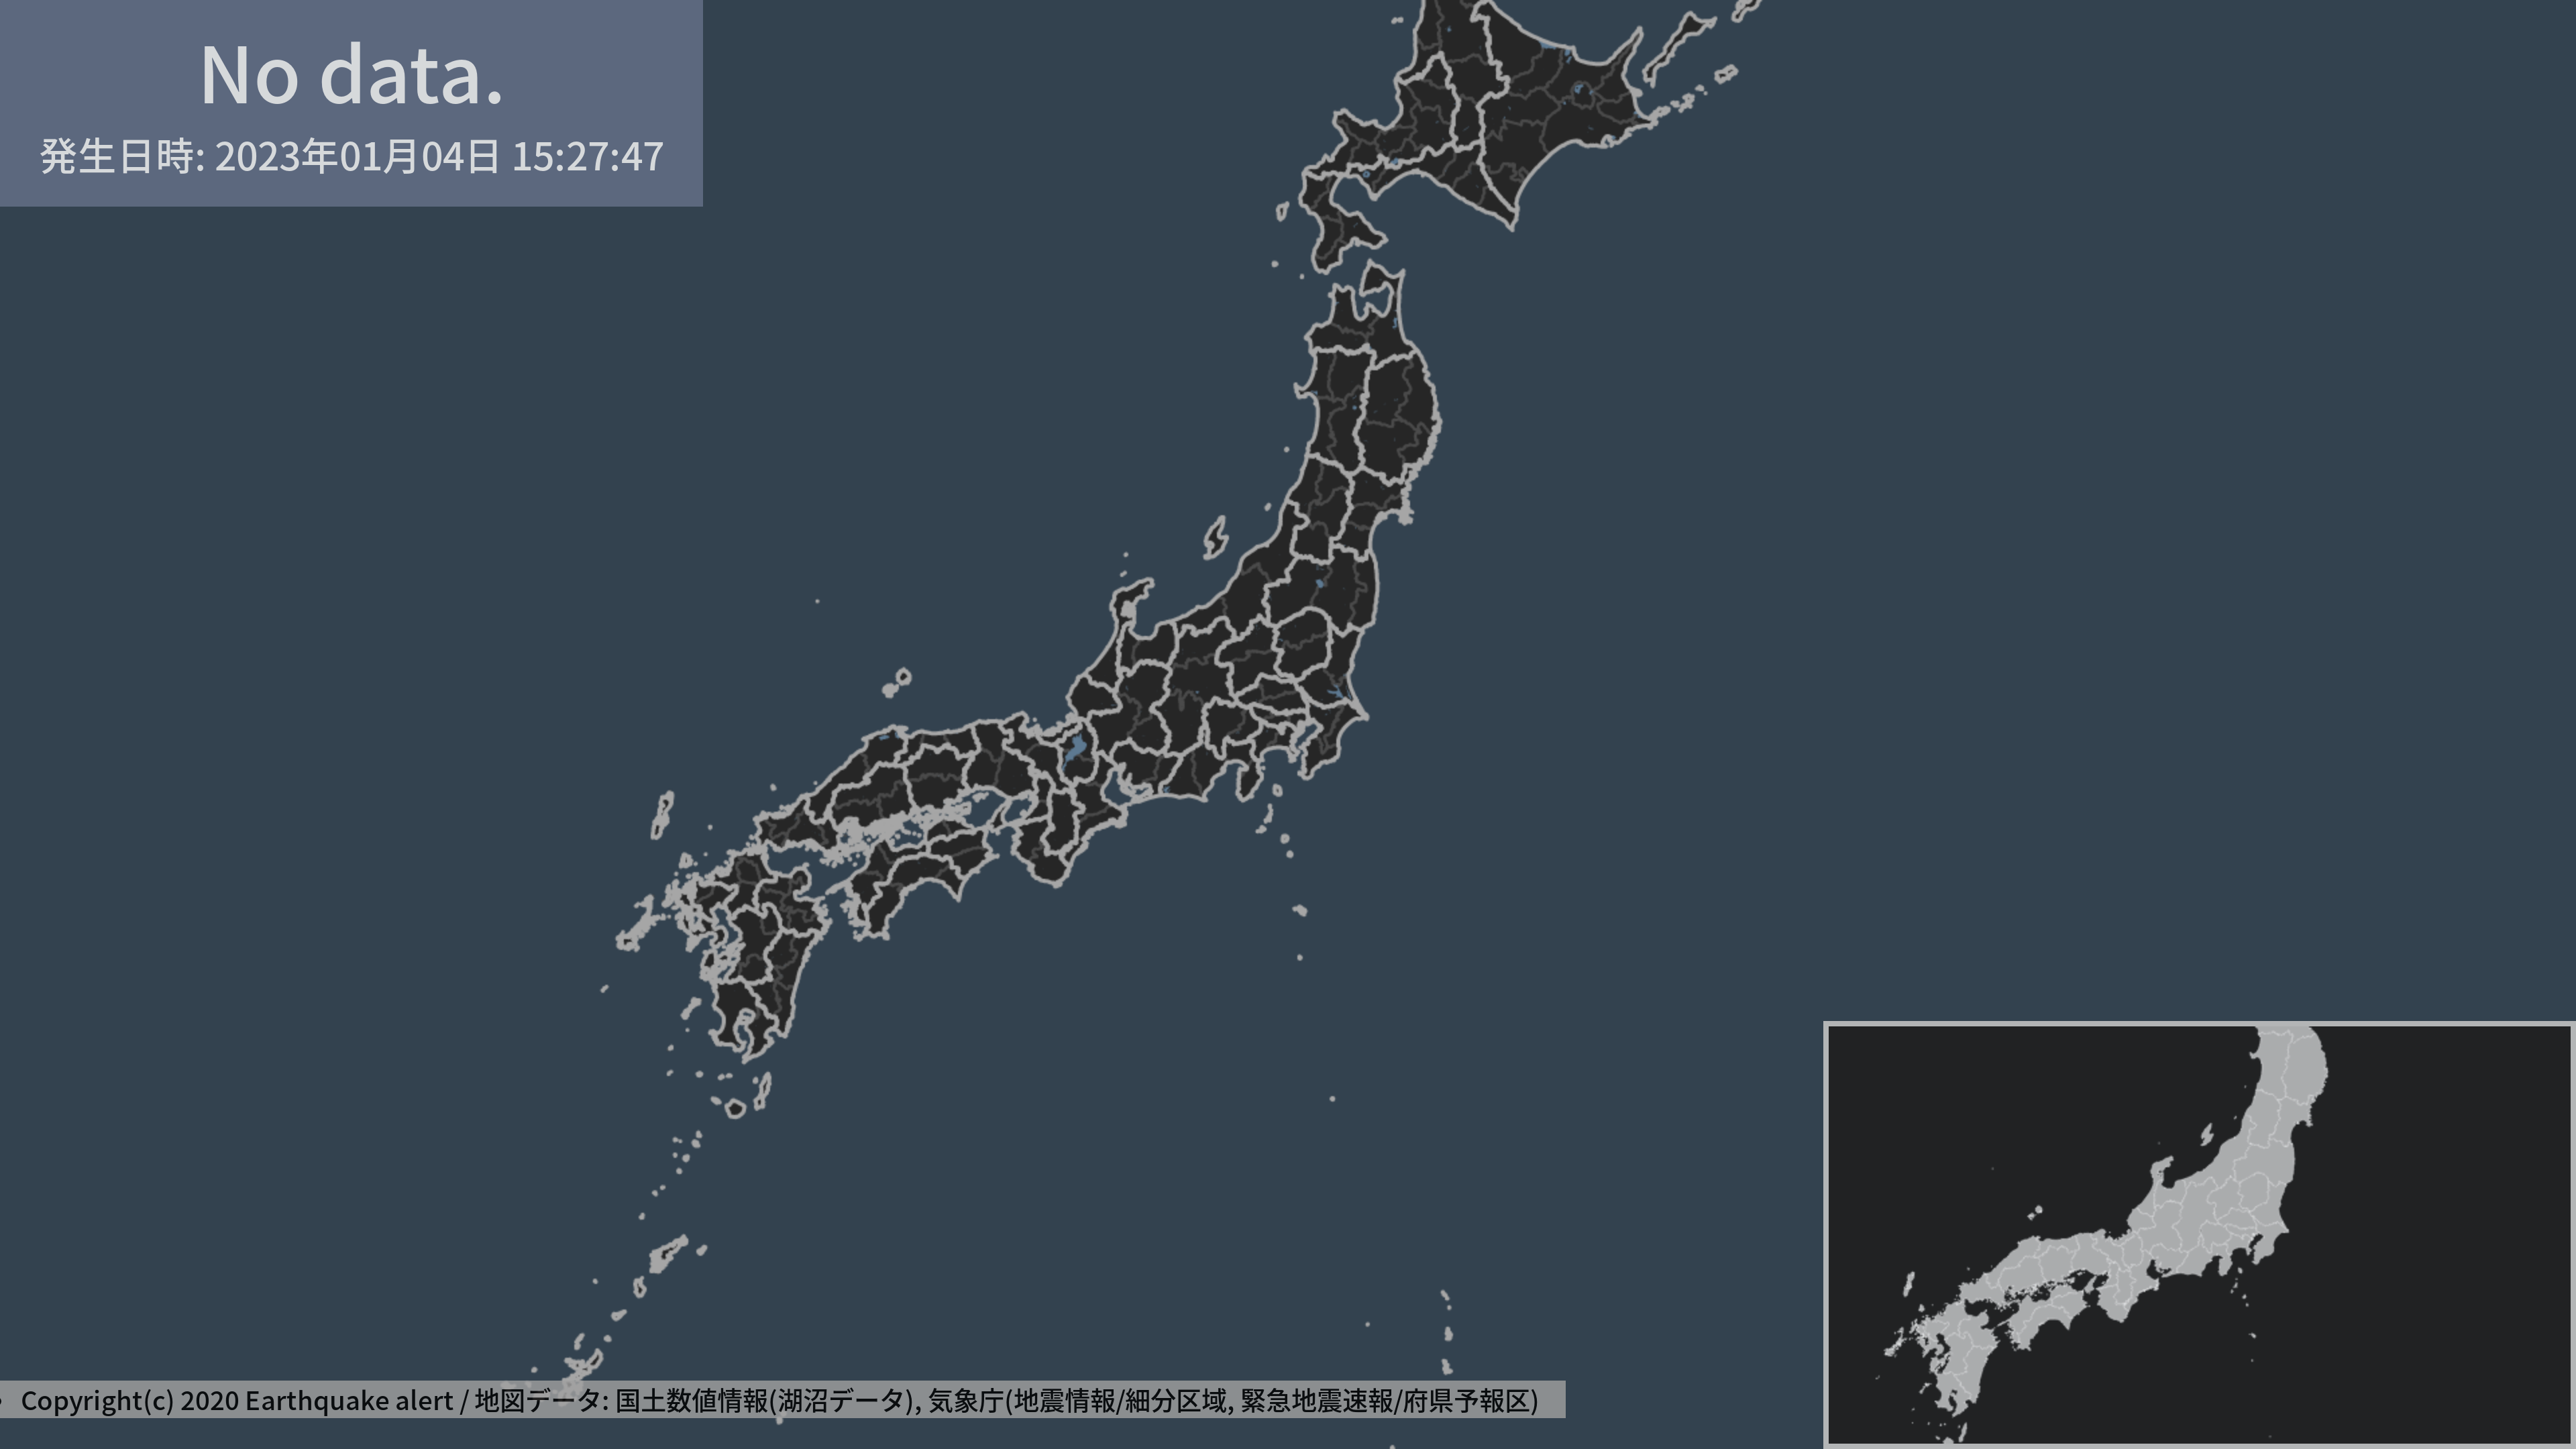 No data.
発生日時: 2023年01月04日 15:27:47
Copyright(c) 2020 Earthquake alert / 地図データ: 国土数値情報(湖沼データ), 気象庁(地震情報/細分区域, 緊急地震速報/府県予報区)